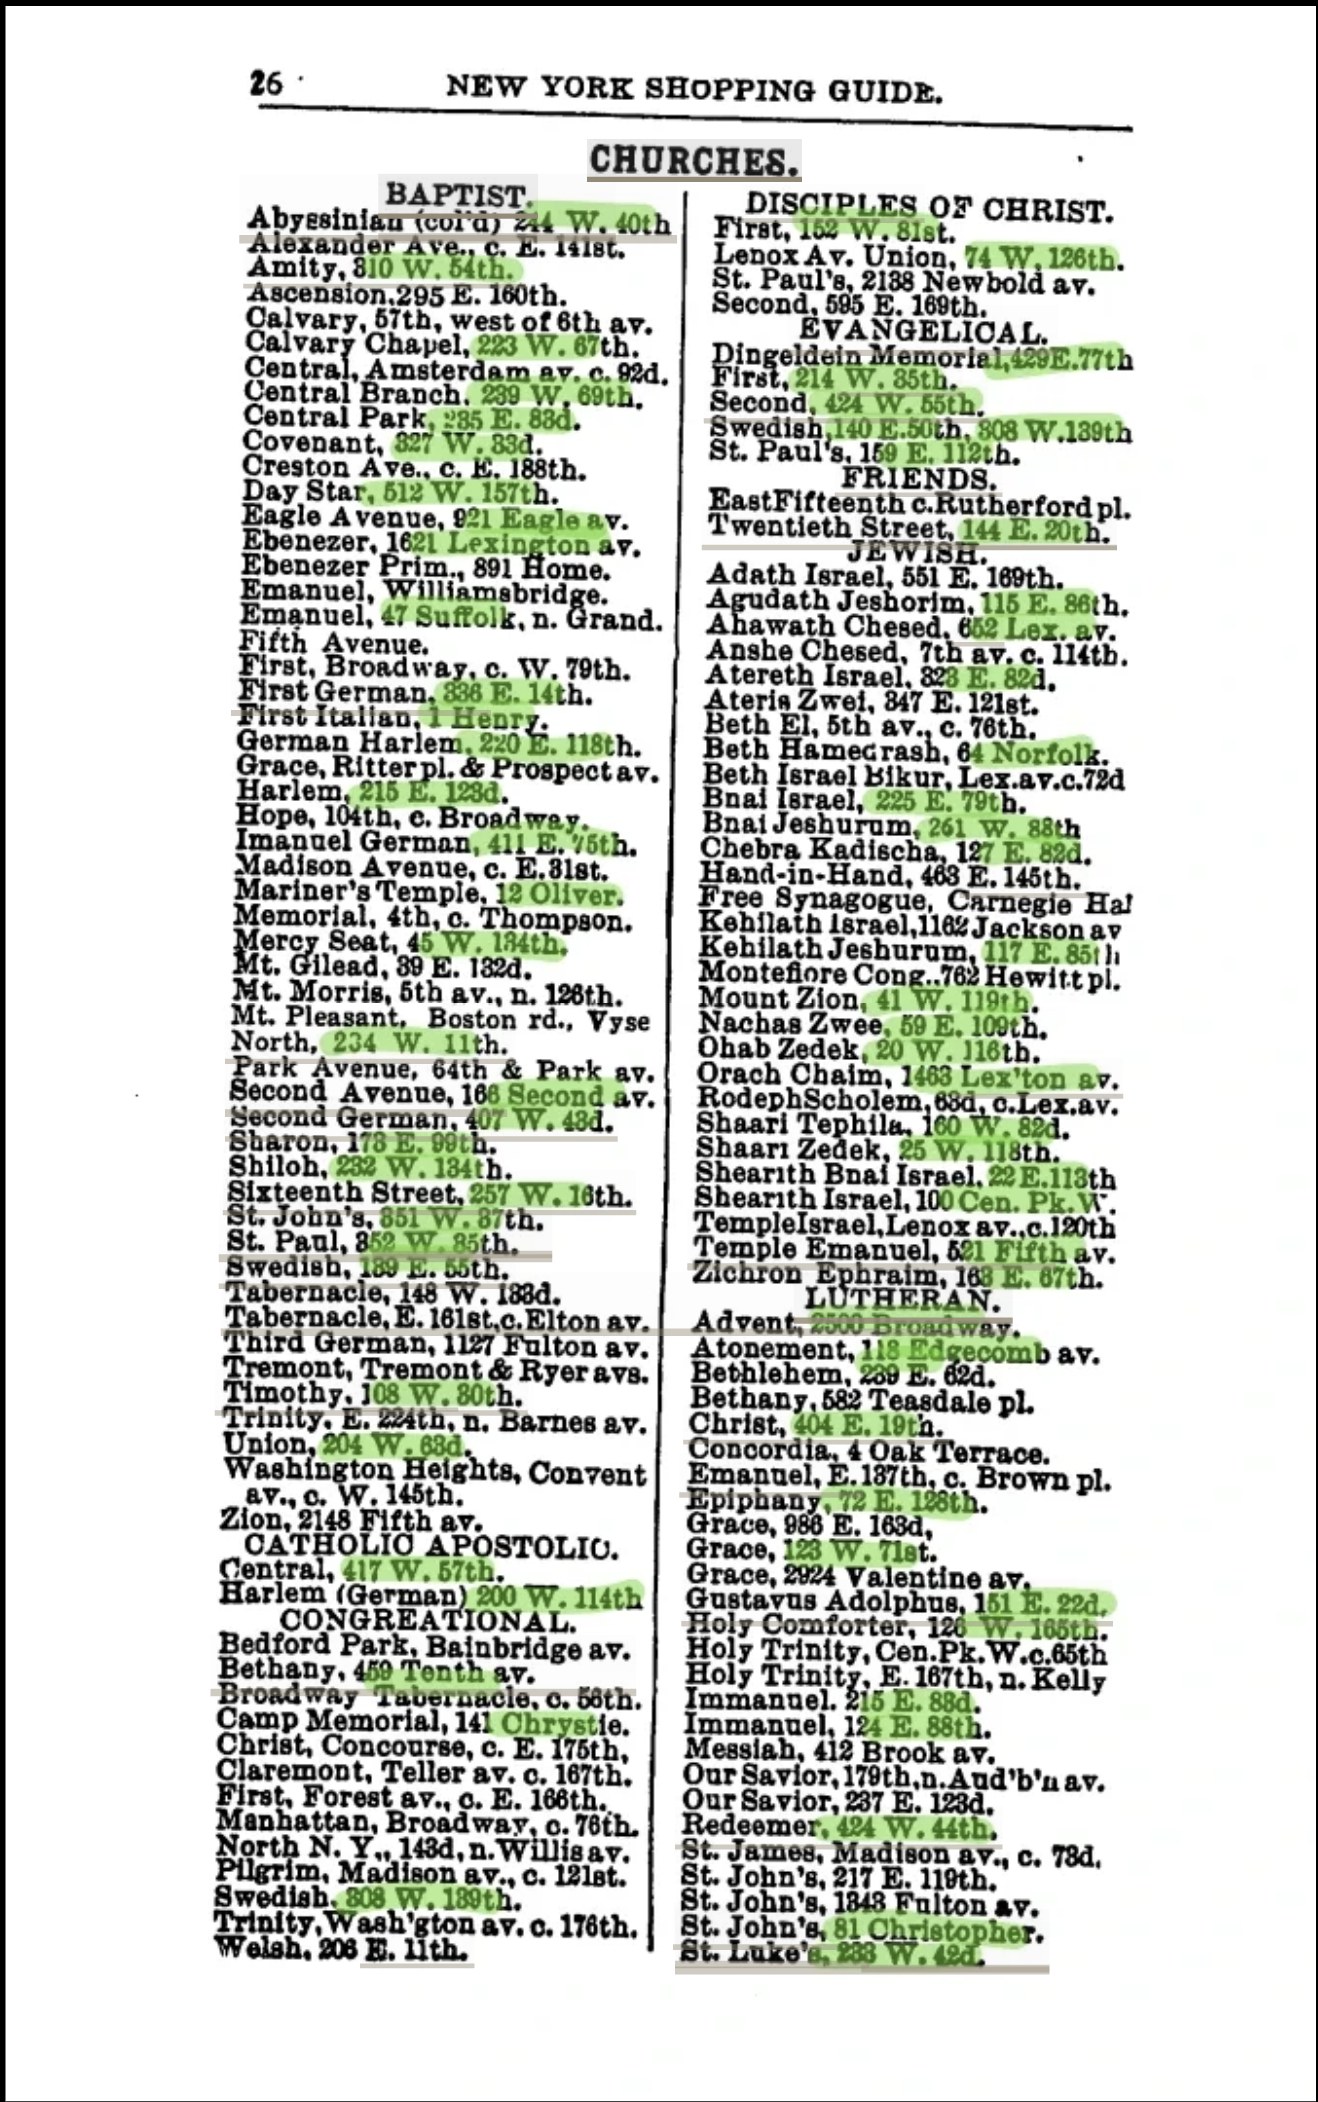 26
NEW YORK SHOPPING GUIDE.
CHURCHES.
BAPTIST.
Abyssinian (col'd) 244 W. 40th
Alexander Ave., c. E. 141st.
Amity, 310 W. 54th.
Ascension, 295 E. 160th.
Calvary, 57th, west of 6th av.
Calvary Chapel, 223 W. 67th.
Central, Amsterdam av. c. 92d.
Central Branch, 239 W. 69th.
Central Park, 235 E. 83d.
Covenant, 327 W. 33d.
Creston Ave., c. E. 188th.
Day Star, 512 W. 157th.
Eagle Avenue, 921 Eagle av.
Ebenezer, 1621 Lexington av.
Ebenezer Prim., 891 Home.
Emanuel, Williamsbridge.
Emanuel, 47 Suffolk, n. Grand.
Fifth Avenue.
First, Broadway, c. W. 79th.
First German, 336 E. 14th.
First Italian, 1 Henry.
German Harlem, 220 E. 118th.
Grace, Ritter pl. & Prospect av.
Harlem, 215 E. 123d.
Hope, 104th, c. Broadway.
Imanuel German, 411 E. 75th.
Madison Avenue, c. E. 31st.
Mariner's Temple, 12 Oliver.
Memorial, 4th, c. Thompson.
Mercy Seat, 45 W. 134th.
Mt. Gilead, 39 E. 132d.
Mt. Morris, 5th av., n. 126th.
Mt. Pleasant, Boston rd., Vyse
North, 234 W. 11th.
Park Avenue, 64th & Park av.
Second Avenue, 166 Second av.
Second German, 407 W. 43d.
Sharon, 178 E. 99th.
Shiloh, 232 W. 134th.
Sixteenth Street, 257 W. 16th.
St. John's, 351 W. 37th.
St. Paul, 352 W. 35th.
Swedish, 139 E. 55th.
Tabernacle, 148 W. 133d.
Tabernacle, E. 161st, c. Elton av.
Third German, 1127 Fulton av.
Tremont, Tremont & Ryer avs.
Timothy, 108 W. 30th.
Trinity, E. 224th, n. Barnes av.
Union, 204 W. 63d.
Washington Heights, Convent
av., c. W. 145th.
Zion, 2148 Fifth av.
CATHOLIC APOSTOLIC.
Central, 417 W. 57th.
Harlem (German) 200 W. 114th
CONGREATIONAL.
Bedford Park, Bainbridge av.
Bethany, 459 Tenth av.
Broadway Tabernacle, c. 56th.
Camp Memorial, 141 Chrystie.
Christ, Concourse, c. E. 175th,
Claremont, Teller av. c. 167th.
First, Forest av., c. E. 166th.
Manhattan, Broadway, c. 76th.
North N. Y., 143d, n. Willis av.
Pilgrim, Madison av., c. 121st.
Swedish, 308 W. 139th.
Trinity, Wash'gton av. c. 176th.
Welsh, 206 E. 11th.
DISCIPLES OF CHRIST.
First, 152 W. 81st.
Lenox Av. Union, 74 W. 126th.
St. Paul's, 2138 Newbold av.
Second, 595 E. 169th.
EVANGELICAL.
Dingeldein Memorial, 429 E. 77th
First, 214 W. 35th.
Second, 424 W. 55th.
Swedish, 140 E. 50th, 308 W. 139th
St. Paul's, 159 E. 112th.
FRIENDS.
East Fifteenth c. Rutherford pl.
Twentieth Street, 144 E. 20th.
JEWISH.
Adath Israel, 551 E. 169th.
Agudath Jeshorim, 115 E. 86th.
Ahawath Chesed, 652 Lex. av.
Anshe Chesed, 7th av. c. 114th.
Atereth Israel, 323 E. 82d.
Ateris Zwei, 347 E. 121st.
Beth El, 5th av., c. 76th.
Beth Hamedrash, 64 Norfolk.
Beth Israel Bikur, Lex. av. c. 72d
Bnai Israel, 225 E. 79th.
Bnai Jeshurum, 261 W. 88th
Chebra Kadischa, 127 E. 82d.
Hand-in-Hand, 463 E. 145th.
Free Synagogue, Carnegie Hal
Kehilath Israel, 1162 Jackson av
Kehilath Jeshurum, 117 E. 85th
Montefiore Cong., 762 Hewitt pl.
Mount Zion, 41 W. 119th.
Nachas Zwee, 59 E. 109th.
Ohab Zedek, 20 W. 116th.
Orach Chaim, 1463 Lex'ton av.
Rodeph Scholem, 63d, c. Lex. av.
Shaari Tephila, 160 W. 82d.
Shaari Zedek, 25 W. 118th.
Shearith Bnai Israel, 22 E. 113th
Shearith Israel, 100 Cen. Pk. W.
Temple Israel, Lenox av., c. 120th
Temple Emanuel, 521 Fifth av.
Zichron Ephraim, 163 E. 67th.
LUTHERAN.
Advent, 2500 Broadway.
Atonement, 118 Edgecomb av.
Bethlehem, 239 E. 62d.
Bethany, 582 Teasdale pl.
Christ, 404 E. 19th.
Concordia, 4 Oak Terrace.
Emanuel, E. 137th, c. Brown pl.
Epiphany, 72 E. 128th.
Grace, 986 E. 163d,
Grace, 123 W. 71st.
Grace, 2924 Valentine av.
Gustavus Adolphus, 151 E. 22d.
Holy Comforter, 126 W. 165th.
Holy Trinity, Cen. Pk. W. c. 65th
Holy Trinity, E. 167th, n. Kelly
Immanuel. 215 E. 83d.
Immanuel, 124 E. 88th.
Messiah, 412 Brook av.
Our Savior, 179th, n. Aud'b'n av.
Our Savior, 237 E. 123d.
Redeemer, 424 W. 44th.
St. James, Madison av., c. 73d.
St. John's, 217 E. 119th.
St. John's, 1343 Fulton av.
St. John's, 81 Christopher.
St. Luke's, 233 W. 42d.